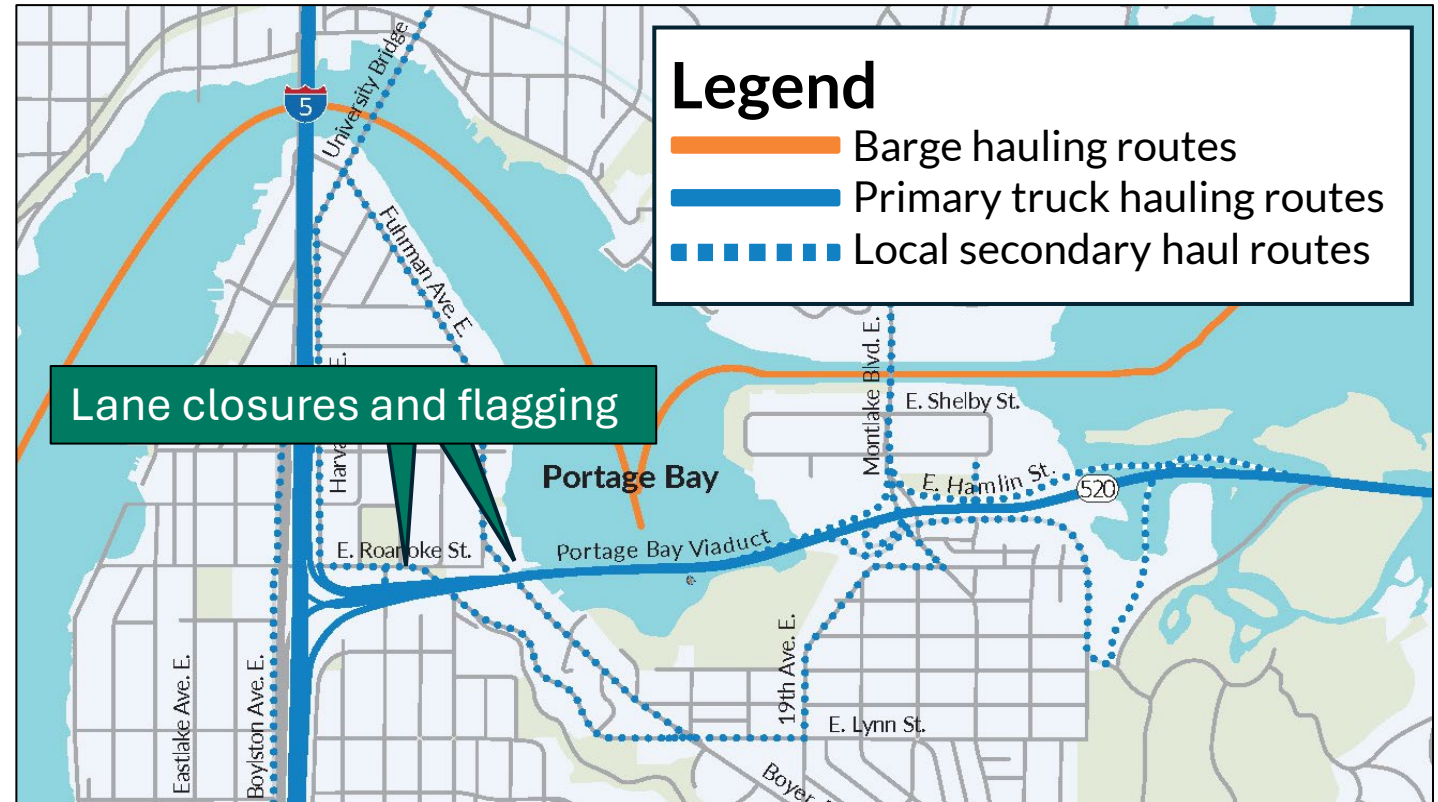 Legend
Barge hauling routes
Primary truck hauling routes
Local secondary haul routes
5
University Bridge
Fuhrman Ave. E.
Lane closures and flagging
Montlake Blvd. E.
E. Shelby St.
Portage Bay
E. Hamlin St.
520
E. Roanoke St.
Portage Bay Viaduct
19th Ave. E.
E. Lynn St.
Eastlake Ave. E.
Boylston Ave. E.
Boyer